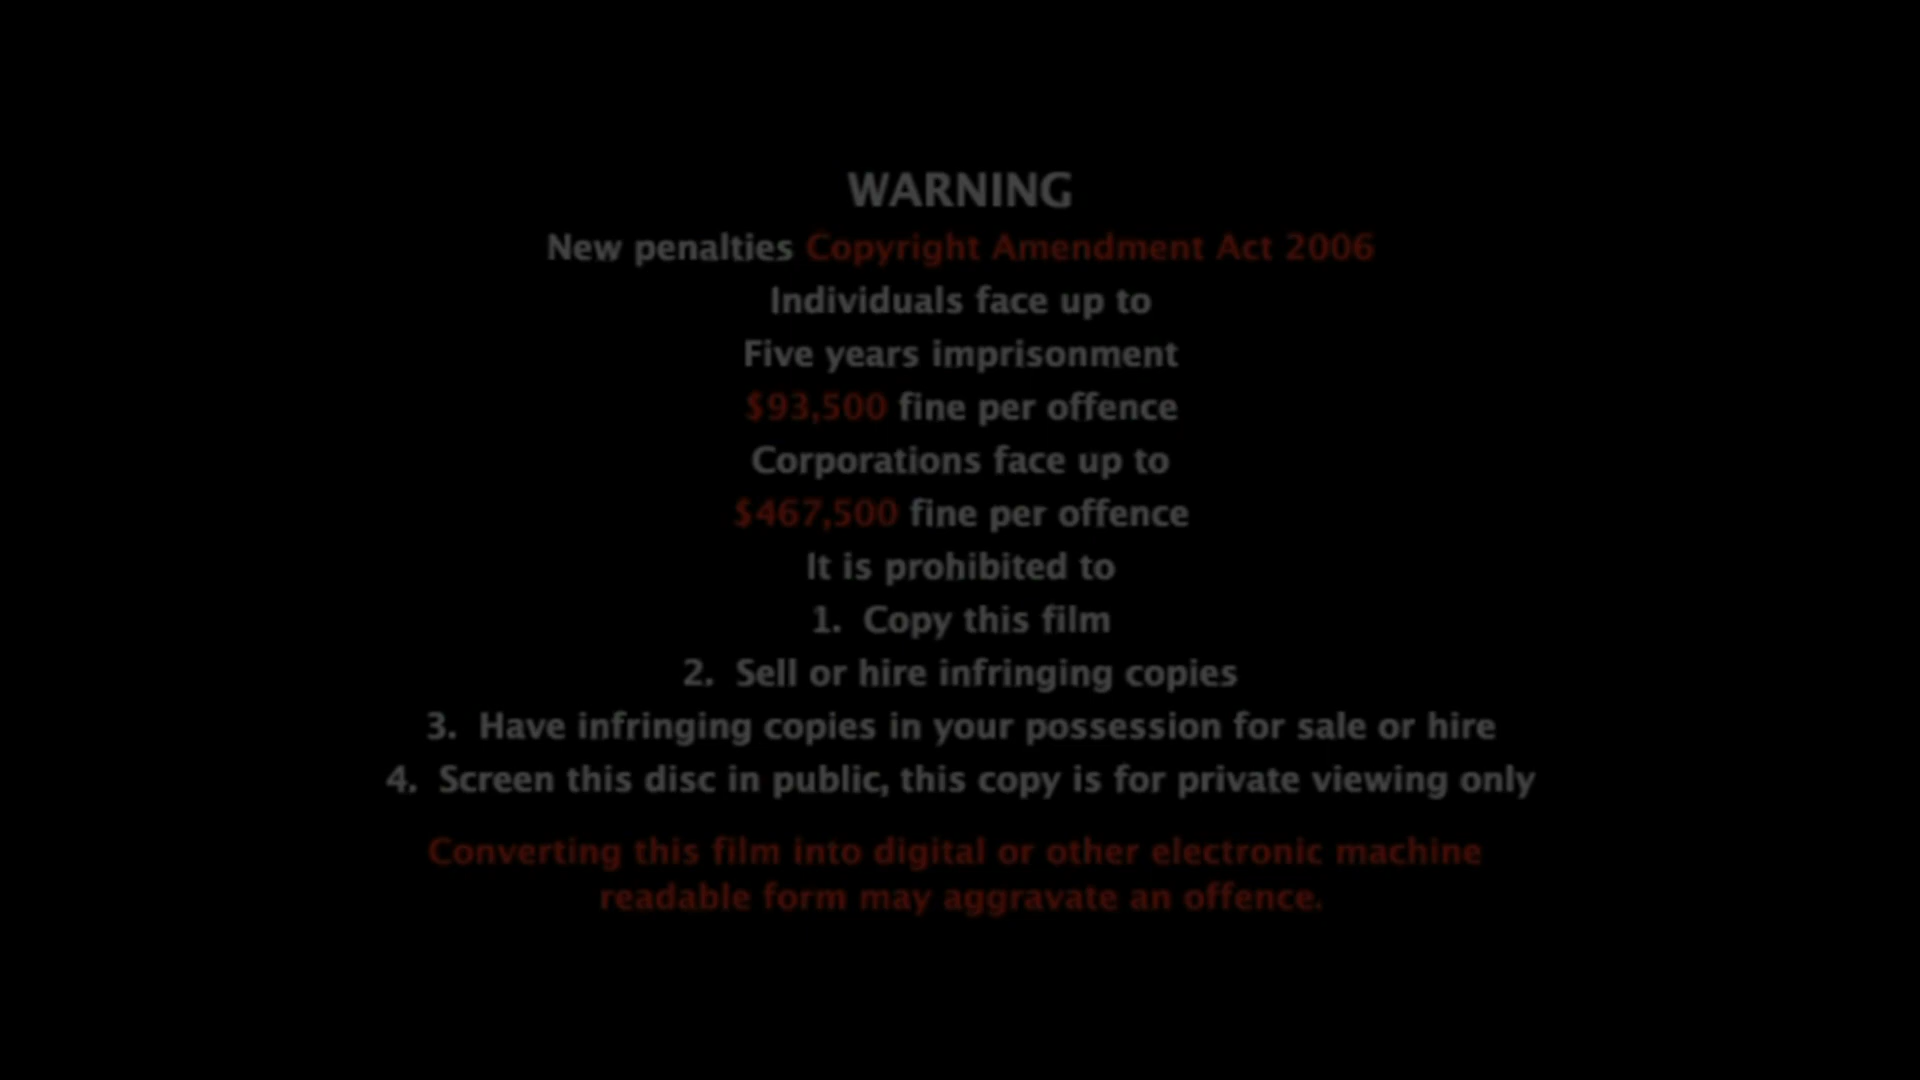 WARNING
New penalties Copyright Amendment Act 2006
Individuals face up to
Five years imprisonment
$93,500 fine per offence
Corporations face up to
$467,500 fine per offence
It is prohibited to
1. Copy this film
2. Sell or hire infringing copies
3. Have infringing copies in your possession for sale or hire
4. Screen this disc in public, this copy is for private viewing only
Converting this film into digital or other electronic machine
readable form may aggravate an offence.